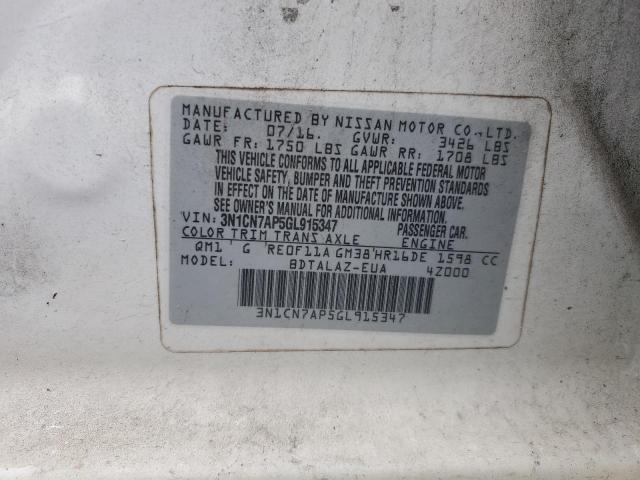 MANUFACTURED BY NISSAN MOTOR CO.,LTD.
DATE: 07/16. GVWR: 3426 LBS
GAWR FR: 1750 LBS GAWR RR: 1708 LBS
THIS VEHICLE CONFORMS TO ALL APPLICABLE FEDERAL MOTOR
VEHICLE SAFETY, BUMPER AND THEFT PREVENTION STANDARDS
IN EFFECT ON THE DATE OF MANUFACTURE SHOWN ABOVE.
SEE OWNER'S MANUAL FOR ADDITIONAL INFORMATION.
VIN: 3N1CN7AP5GL915347 PASSENGER CAR.
COLOR TRIM TRANS AXLE ENGINE
QM1 ' G ' RE0F11A GM38'HR16DE 1598 CC
MODEL: BDTALAZ-EUA 4Z000
3N1CN7AP5GL915347